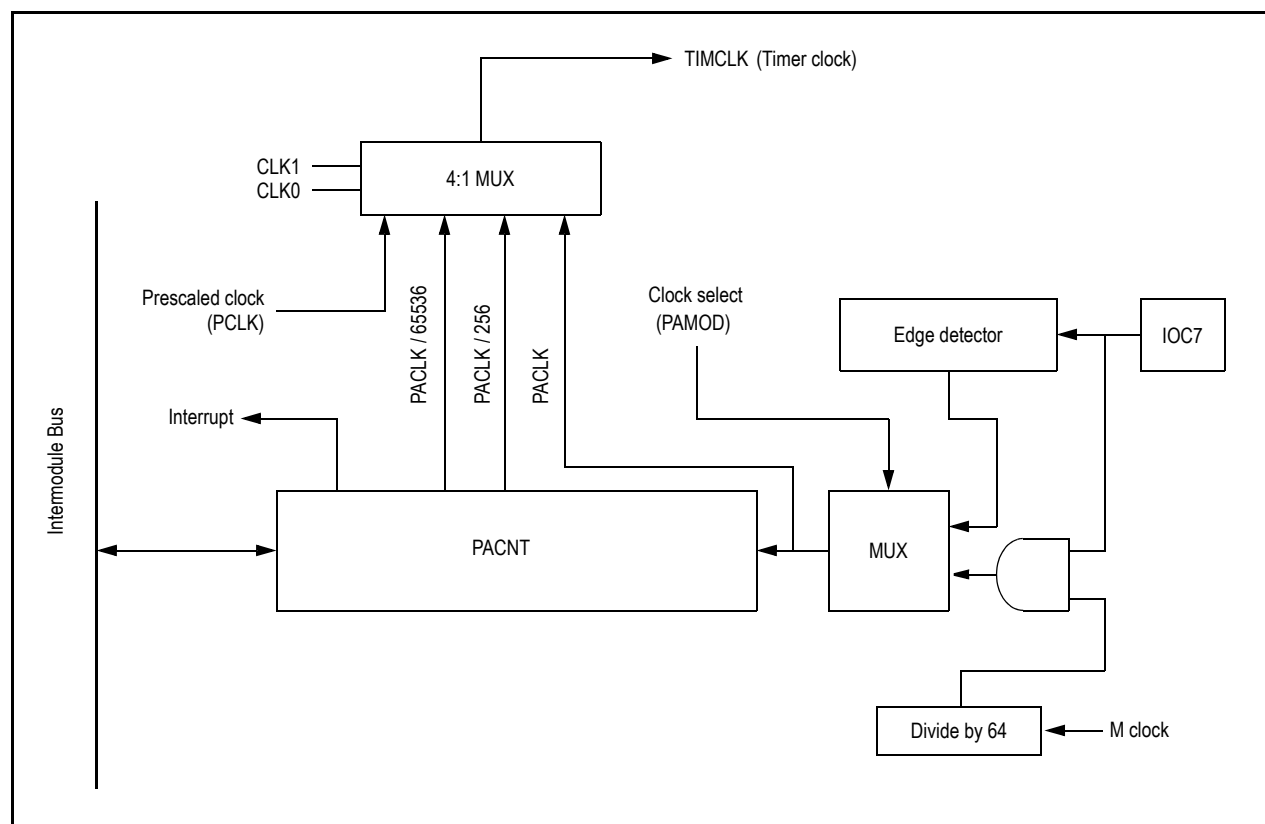 TIMCLK (Timer clock)
CLK1
CLK0
4:1 MUX
Prescaled clock
(PCLK)
PACLK / 65536
PACLK / 256
PACLK
Clock select
(PAMOD)
Edge detector
IOC7
Interrupt
Intermodule Bus
PACNT
MUX
Divide by 64
M clock